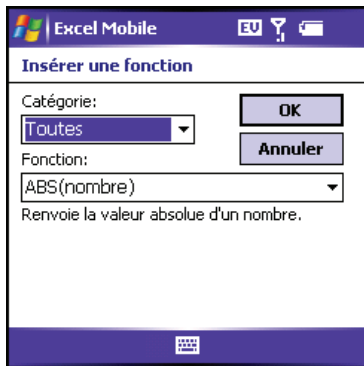 Excel Mobile EU
Insérer une fonction
Catégorie:
OK
Toutes
Annuler
Fonction:
ABS(nombre)
Renvoie la valeur absolue d'un nombre.